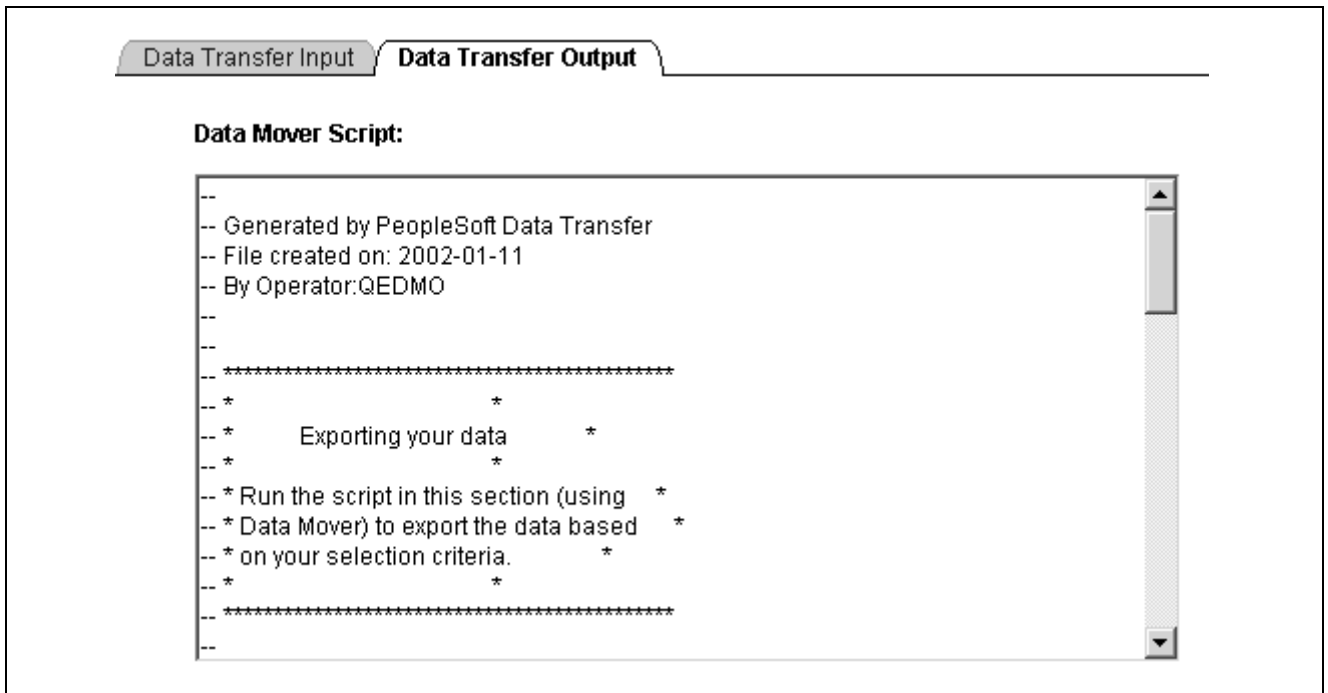 Data Transfer Input Data Transfer Output
Data Mover Script:
--
-- Generated by PeopleSoft Data Transfer
-- File created on: 2002-01-11
-- By Operator:QEDMO
--
--
-- *********************************************
-- * *
-- * Exporting your data *
-- * *
-- * Run the script in this section (using *
-- * Data Mover) to export the data based *
-- * on your selection criteria. *
-- * *
-- *********************************************
--